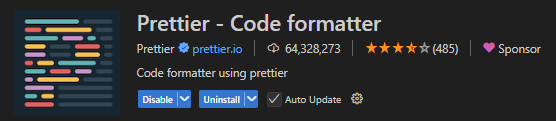 Prettier - Code formatter
Prettier prettier.io 64,328,273 (485) Sponsor
Code formatter using prettier
Disable Uninstall Auto Update